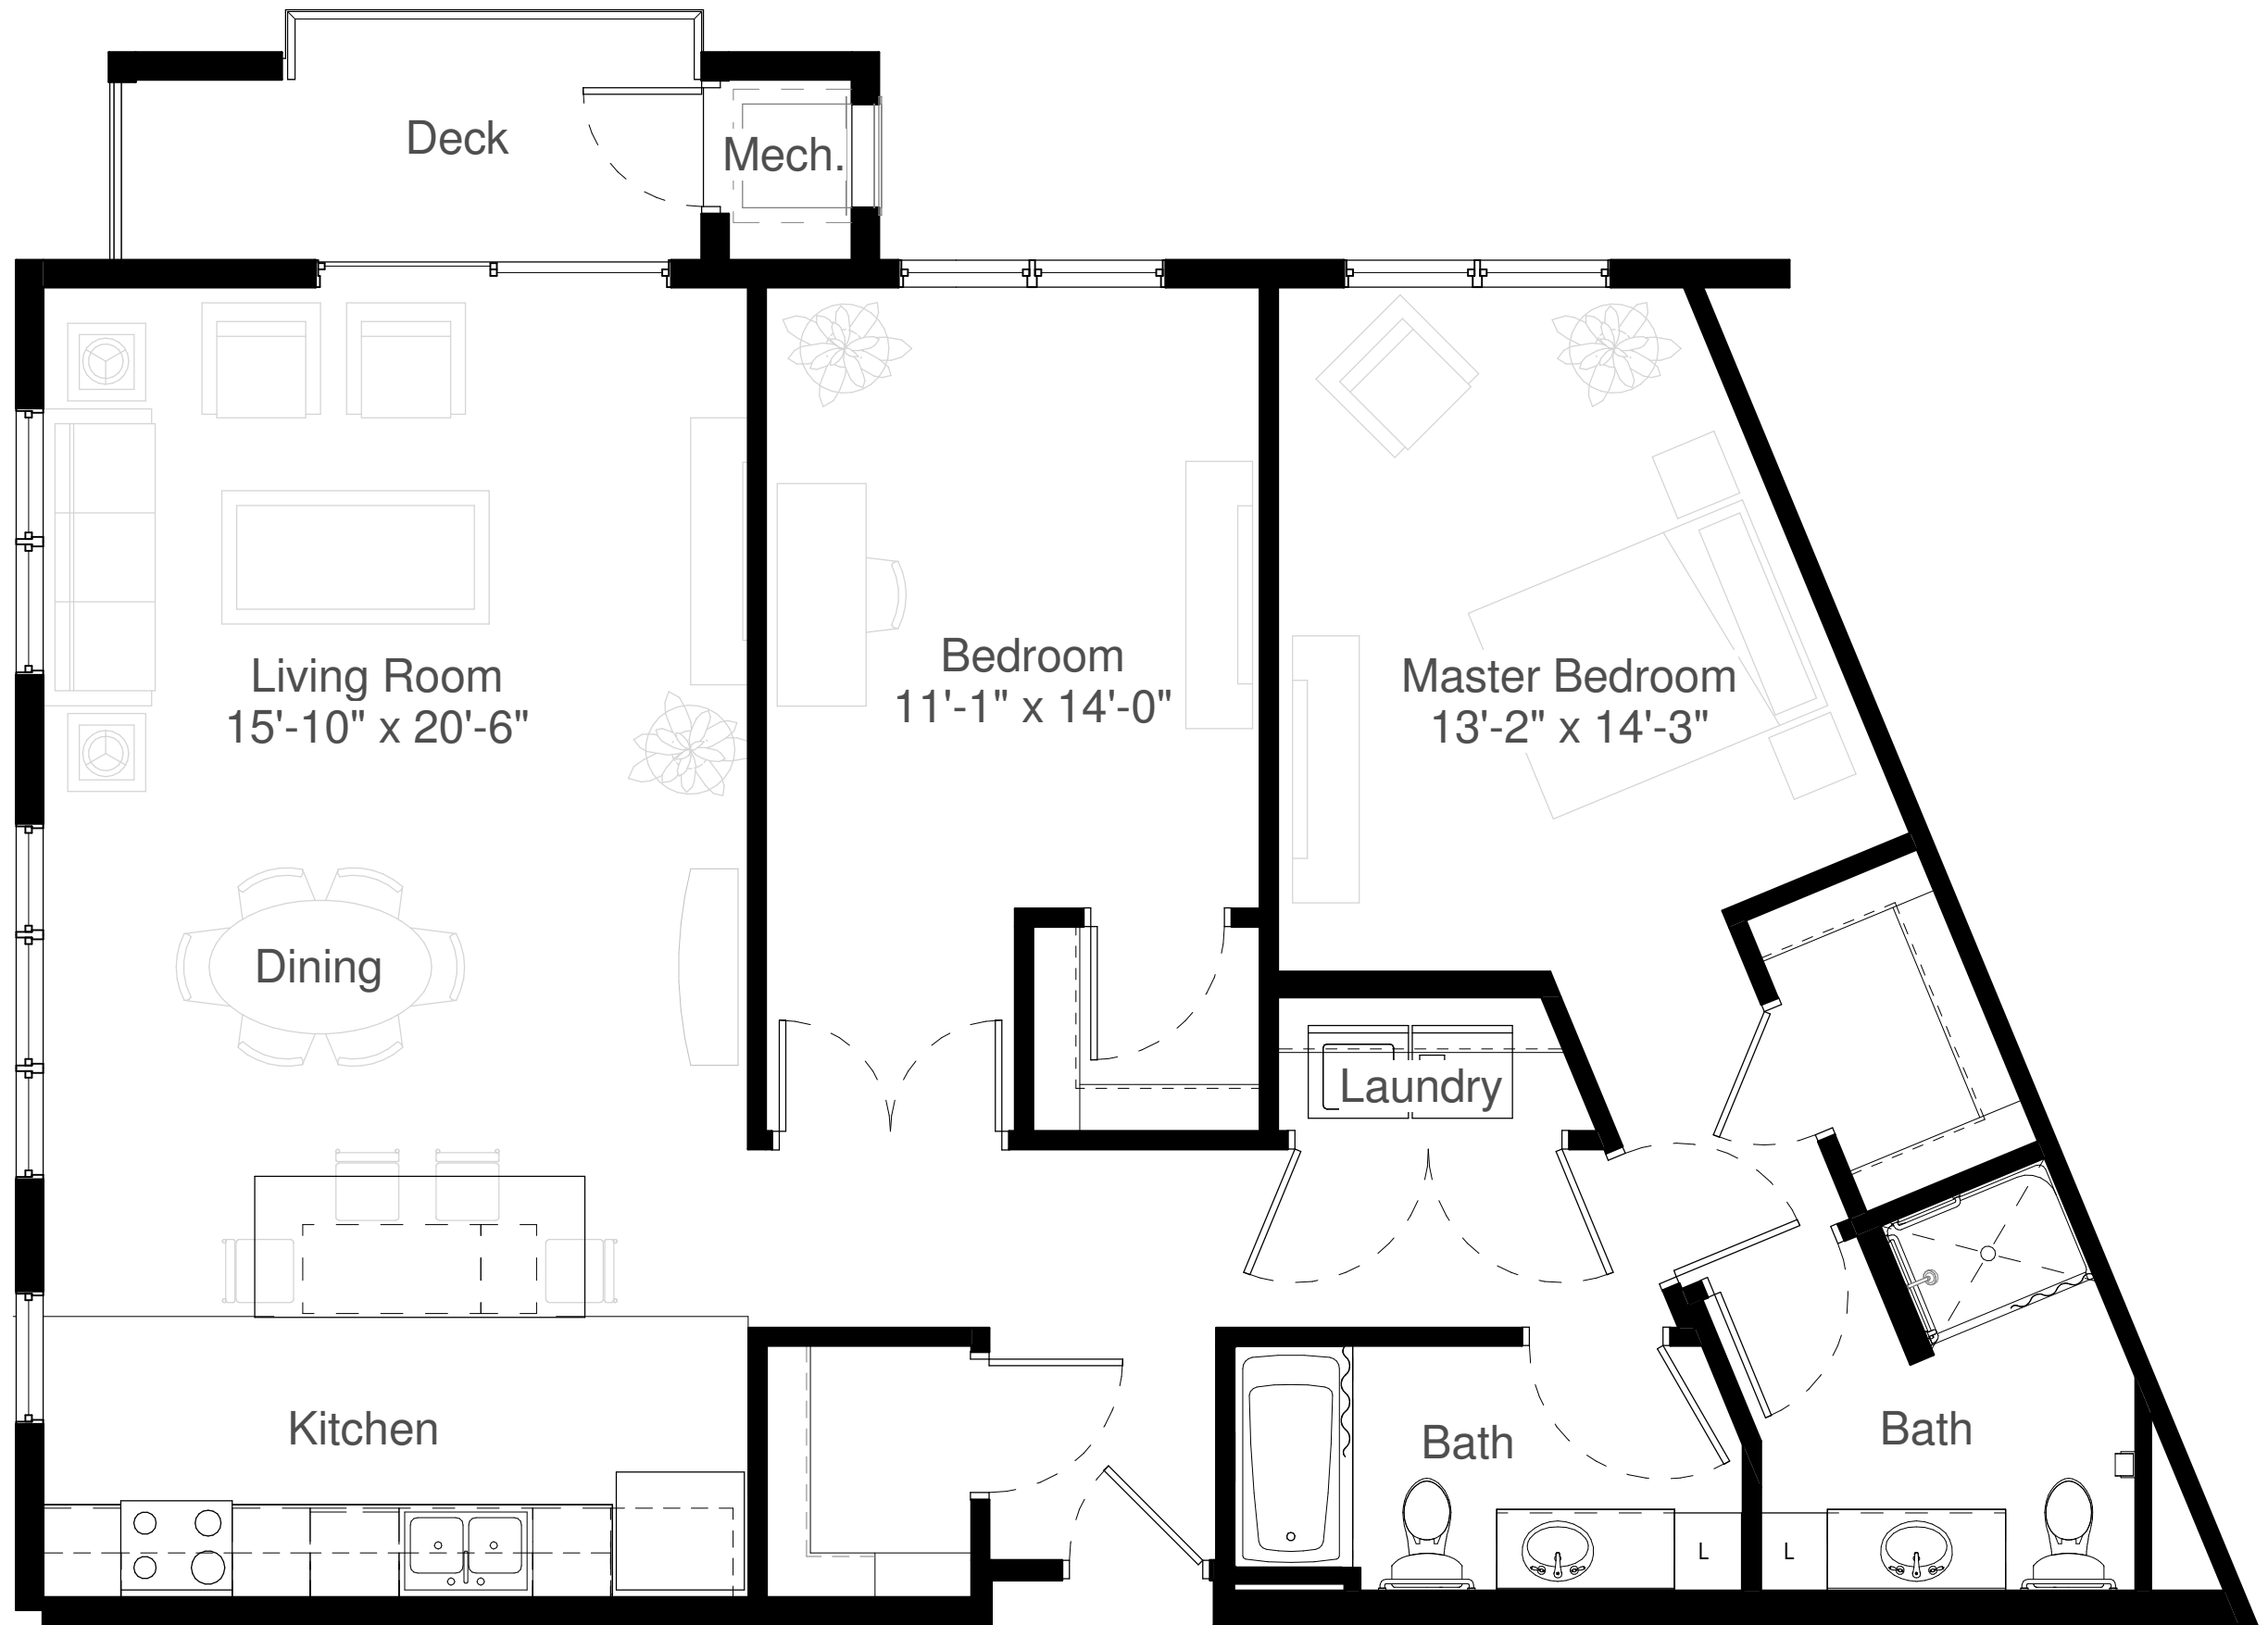 Deck
Mech.
Living Room
15'-10" x 20'-6"
Bedroom
11'-1" x 14'-0"
Master Bedroom
13'-2" x 14'-3"
Dining
Laundry
Kitchen
Bath
Bath
L
L